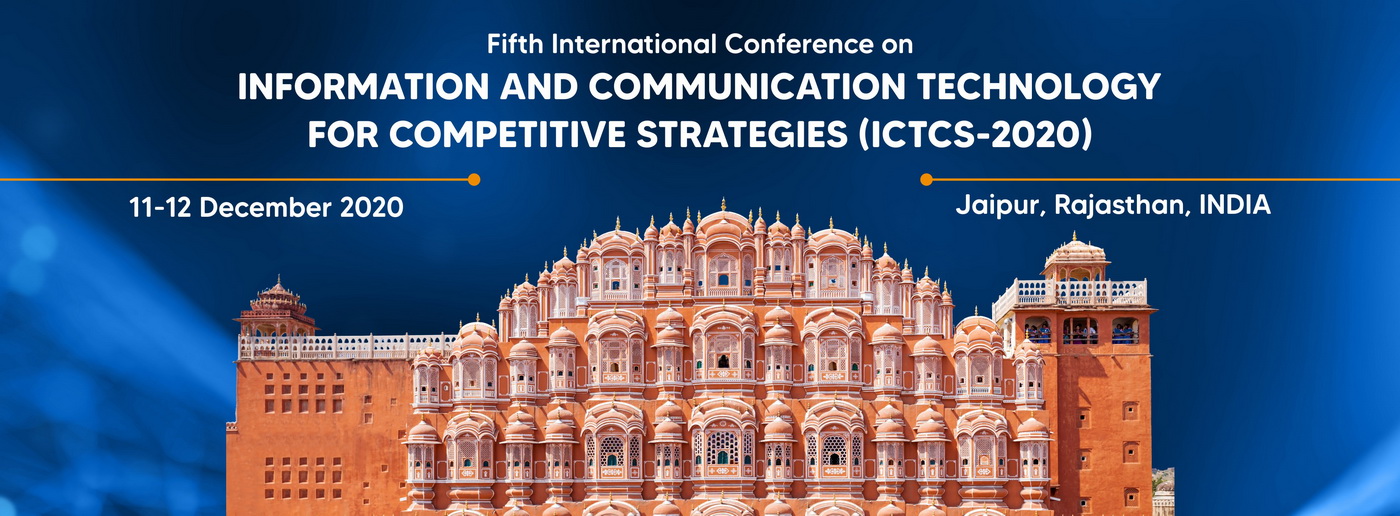 Fifth International Conference on
INFORMATION AND COMMUNICATION TECHNOLOGY
FOR COMPETITIVE STRATEGIES (ICTCS-2020)
11-12 December 2020
Jaipur, Rajasthan, INDIA